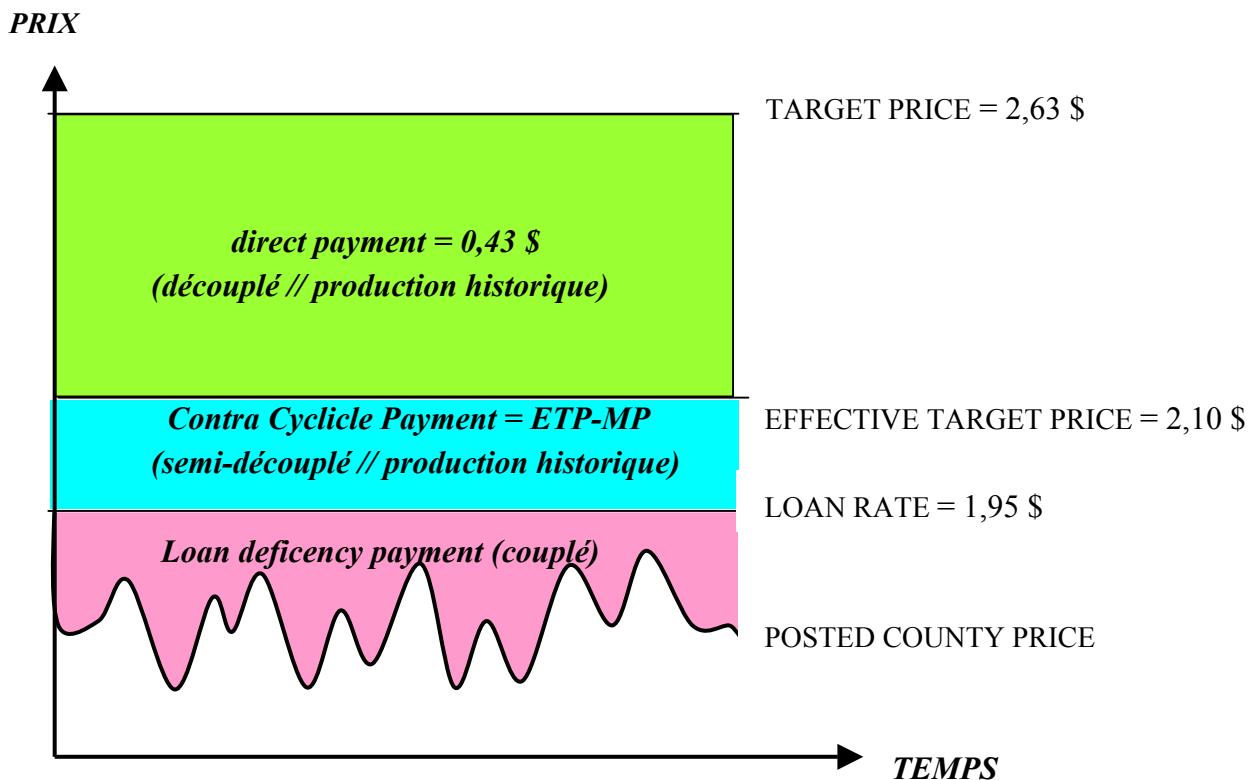 PRIX
TARGET PRICE = 2,63 $
direct payment = 0,43 $
(découplé // production historique)
Contra Cyclicle Payment = ETP-MP
EFFECTIVE TARGET PRICE = 2,10 $
(semi-découplé // production historique)
LOAN RATE = 1,95 $
Loan deficency payment (couplé)
POSTED COUNTY PRICE
TEMPS